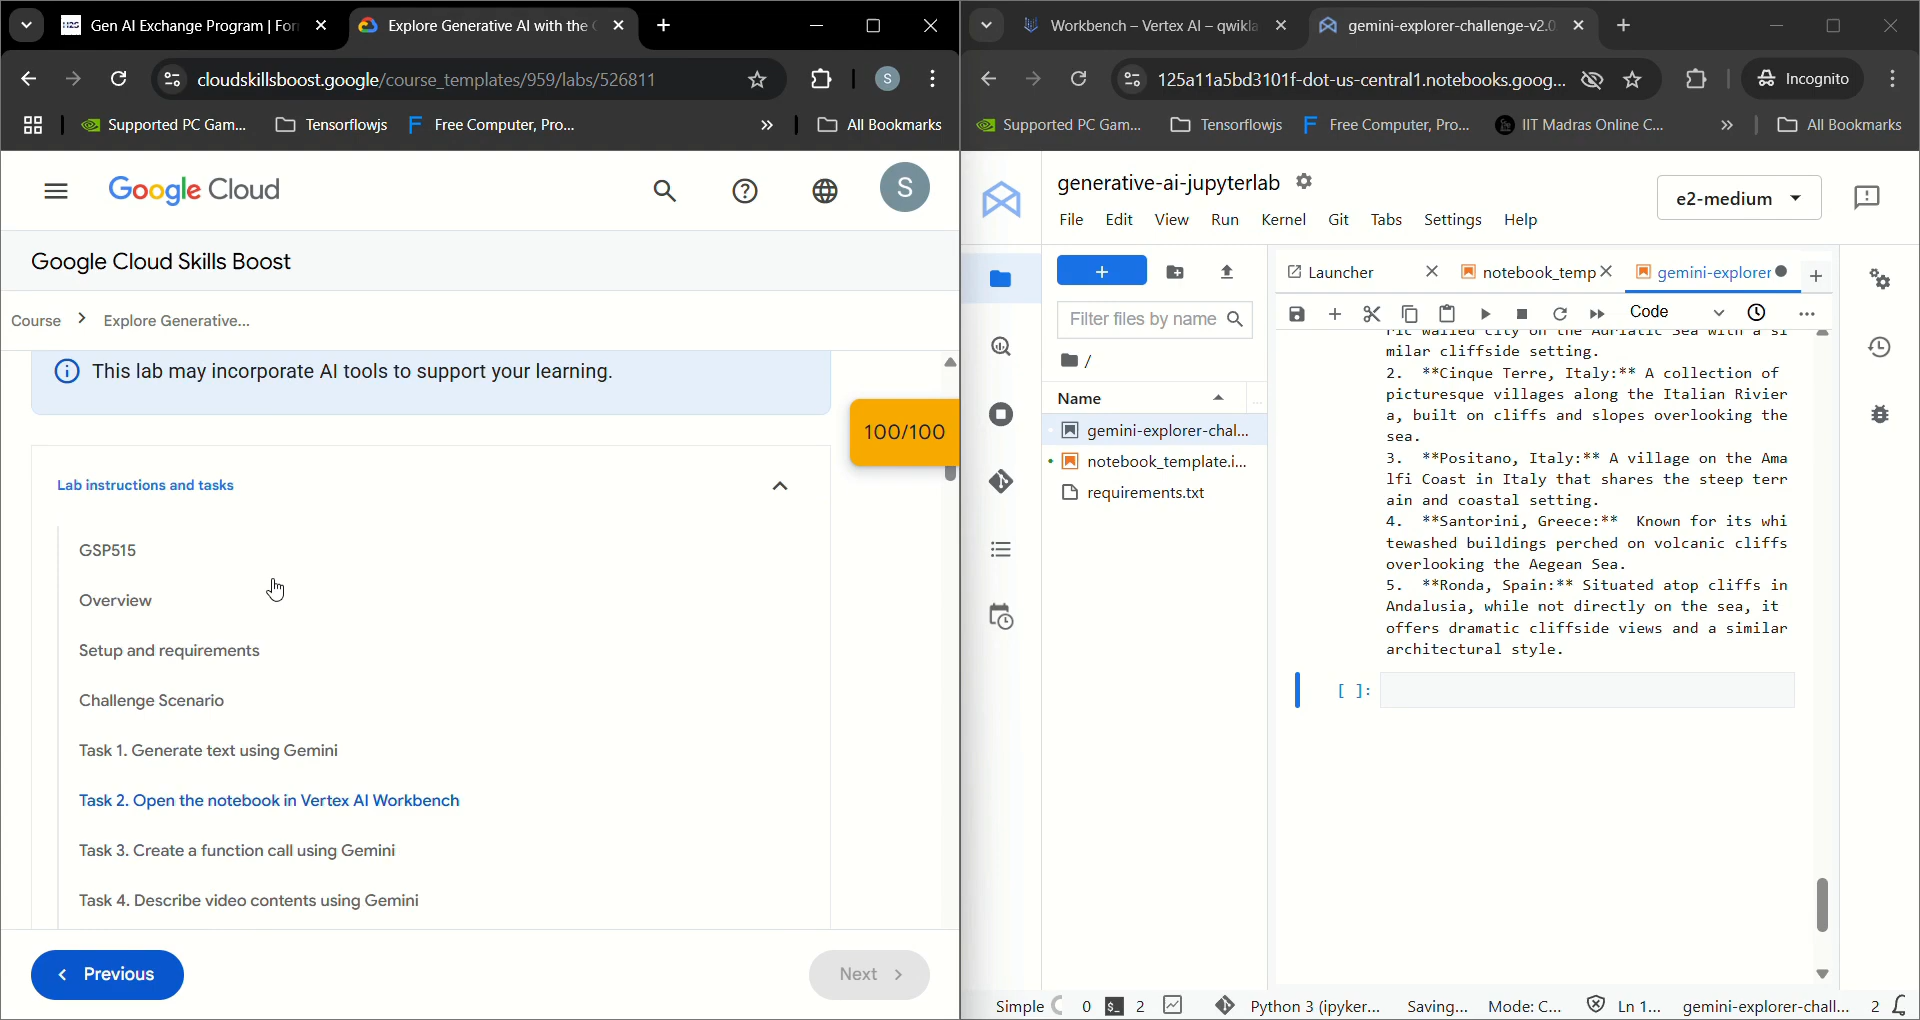 Gen AI Exchange Program | For
Explore Generative AI with the
cloudskillsboost.google/course_templates/959/labs/526811
S
Supported PC Gam...
Tensorflowjs
Free Computer, Pro...
»
All Bookmarks
Google Cloud
S
Google Cloud Skills Boost
Course > Explore Generative...
This lab may incorporate AI tools to support your learning.
100/100
Lab instructions and tasks
GSP515
Overview
Setup and requirements
Challenge Scenario
Task 1. Generate text using Gemini
Task 2. Open the notebook in Vertex AI Workbench
Task 3. Create a function call using Gemini
Task 4. Describe video contents using Gemini
Previous
Next
Workbench – Vertex AI – qwikla
gemini-explorer-challenge-v2.0
125a11a5bd3101f-dot-us-central1.notebooks.goog...
Incognito
Supported PC Gam...
Tensorflowjs
Free Computer, Pro...
IIT Madras Online C...
»
All Bookmarks
generative-ai-jupyterlab
File Edit View Run Kernel Git Tabs Settings Help
e2-medium
Filter files by name
/
Name
gemini-explorer-chal...
notebook_template.i...
requirements.txt
Launcher
notebook_temp
gemini-explorer
Code
ric walled city on the Adriatic Sea with a si
milar cliffside setting.
2. **Cinque Terre, Italy:** A collection of
picturesque villages along the Italian Rivier
a, built on cliffs and slopes overlooking the
sea.
3. **Positano, Italy:** A village on the Ama
lfi Coast in Italy that shares the steep terr
ain and coastal setting.
4. **Santorini, Greece:** Known for its whi
tewashed buildings perched on volcanic cliffs
overlooking the Aegean Sea.
5. **Ronda, Spain:** Situated atop cliffs in
Andalusia, while not directly on the sea, it
offers dramatic cliffside views and a similar
architectural style.
[ ]:
Simple 0 2 Python 3 (ipyker... Saving... Mode: C... Ln 1... gemini-explorer-chall... 2